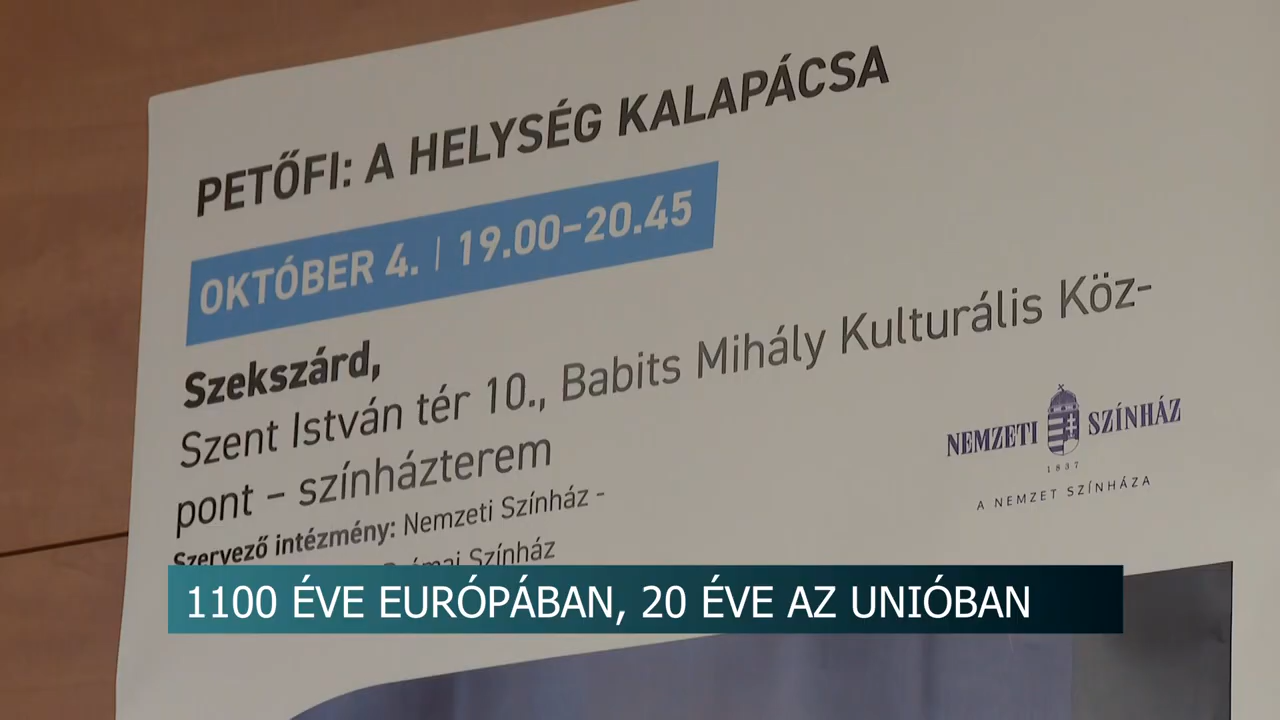 PETŐFI: A HELYSÉG KALAPÁCSA
OKTÓBER 4. | 19.00–20.45
Szekszárd,
Szent István tér 10., Babits Mihály Kulturális Köz-
pont – színházterem
Szervező intézmény: Nemzeti Színház -
Színház
NEMZETI SZÍNHÁZ
1837
A NEMZET SZÍNHÁZA
1100 ÉVE EURÓPÁBAN, 20 ÉVE AZ UNIÓBAN